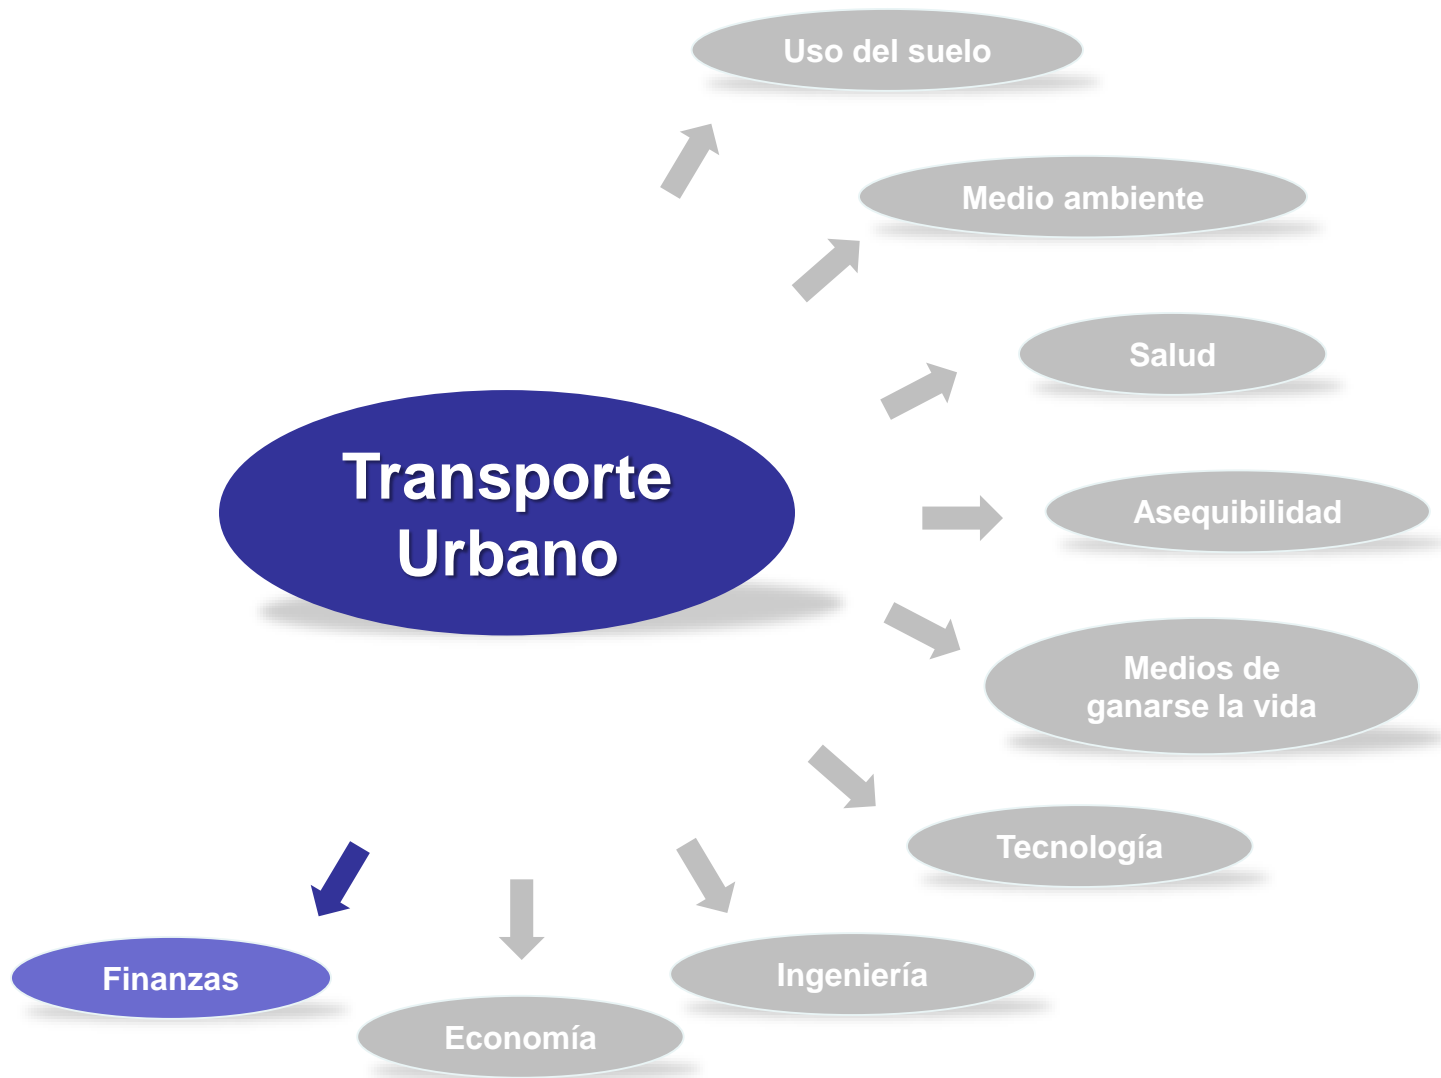 Uso del suelo
Medio ambiente
Salud
Transporte
Urbano
Asequibilidad
Medios de
ganarse la vida
Tecnología
Finanzas
Ingeniería
Economía